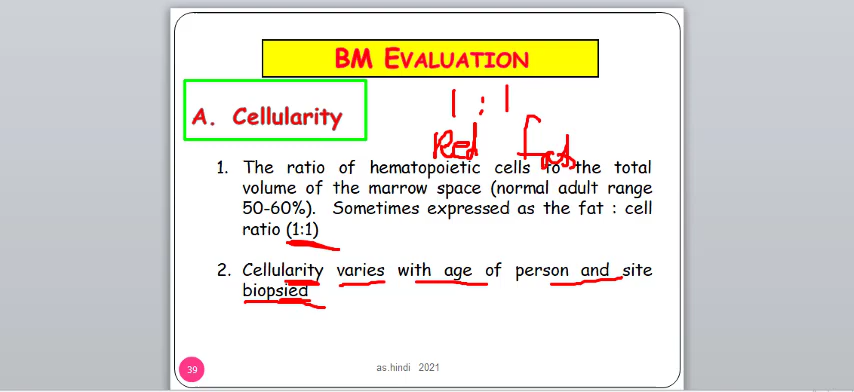 BM EVALUATION
A. Cellularity
1 : 1
Red Fat
1. The ratio of hematopoietic cells to the total
volume of the marrow space (normal adult range
50-60%). Sometimes expressed as the fat : cell
ratio (1:1)
2. Cellularity varies with age of person and site
biopsied
39
as.hindi 2021